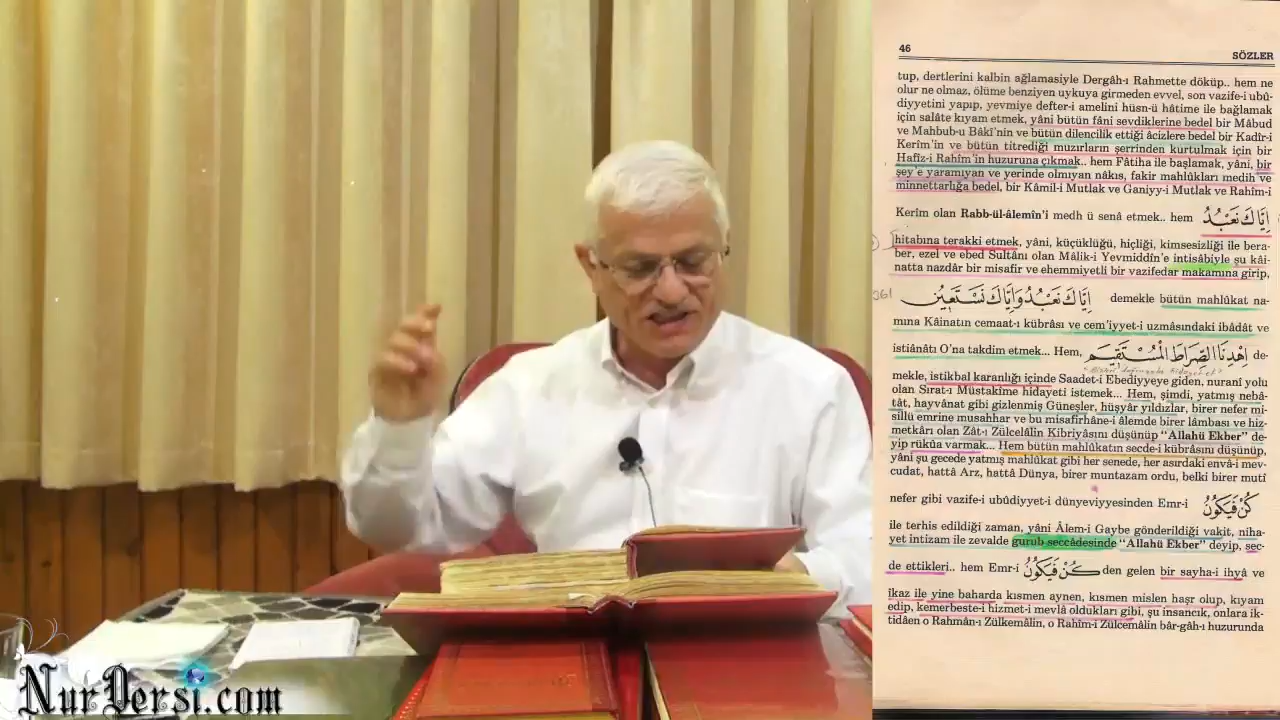 46
SÖZLER
tup, dertlerini kalbin ağlamasiyle Dergâh-ı Rahmette döküp.. hem ne
olur ne olmaz, ölüme benziyen uykuya girmeden evvel, son vazife-i ubû-
diyyetini yapıp, yevmiye defter-i amelini hüsn-ü hâtime ile bağlamak
için salâte kıyam etmek, yâni bütün fâni sevdiklerine bedel bir Mâbud
ve Mahbub-u Bâkî'nin ve bütün dilencilik ettiği âcizlere bedel bir Kadîr-i
Kerîm'in ve bütün titrediği muzırların şerrinden kurtulmak için bir
Hafîz-i Rahîm'in huzuruna çıkmak.. hem Fâtiha ile başlamak, yâni, bir
şey'e yaramıyan ve yerinde olmıyan nâkıs, fakir mahlûkları medih ve
minnettarlığa bedel, bir Kâmil-i Mutlak ve Ganiyy-i Mutlak ve Rahîm-i
Kerîm olan Rabb-ül-âlemîn'i medh ü senâ etmek.. hem اِيَّاكَ نَعْبُدُ
hitabına terakki etmek, yâni, küçüklüğü, hiçliği, kimsesizliği ile bera-
ber, ezel ve ebed Sultânı olan Mâlik-i Yevmiddîn'e intisâbiyle şu kâi-
natta nazdâr bir misafir ve ehemmiyetli bir vazifedar makamına girip,
361
اِيَّاكَ نَعْبُدُ وَاِيَّاكَ نَسْتَعِينُ demekle bütün mahlûkat na-
mına Kâinatın cemaat-ı kübrâsı ve cem'iyyet-i uzmâsındaki ibâdât ve
istiânâtı O'na takdim etmek... Hem, اِهْدِنَا الصِّرَاطَ الْمُسْتَقِيمَ de-
mekle, istikbal karanlığı içinde Saadet-i Ebediyyeye giden, nuranî yolu
olan Sırat-ı Müstakîme hidayeti istemek... Hem, şimdi, yatmış nebâ-
tât, hayvânat gibi gizlenmiş Güneşler, hüşyâr yıldızlar, birer nefer mi-
sillü emrine musahhar ve bu misafirhâne-i âlemde birer lâmbası ve hiz-
metkârı olan Zât-ı Zülcelâlin Kibriyâsını düşünüp "Allahü Ekber" de-
yip rükûa varmak... Hem bütün mahlûkatın secde-i kübrâsını düşünüp,
yâni şu gecede yatmış mahlûkat gibi her senede, her asırdaki envâ-i mev-
cudat, hattâ Arz, hattâ Dünya, birer muntazam ordu, belki birer mutî
nefer gibi vazife-i ubûdiyyet-i dünyeviyyesinden Emr-i كُنْ فَيَكُونُ
ile terhis edildiği zaman, yâni Âlem-i Gaybe gönderildiği vakit, niha-
yet intizam ile zevalde gurub seccâdesinde "Allahü Ekber" deyip, sec-
de ettikleri.. hem Emr-i كُنْ فَيَكُونُ den gelen bir sayha-i ihyâ ve
ikaz ile yine baharda kısmen aynen, kısmen mislen haşr olup, kıyam
edip, kemerbeste-i hizmet-i mevlâ oldukları gibi, şu insancık, onlara ik-
tidâen o Rahmân-ı Zülkemâlin, o Rahîm-i Zülcemâlin bâr-gâh-ı huzurunda
NurDersi.com